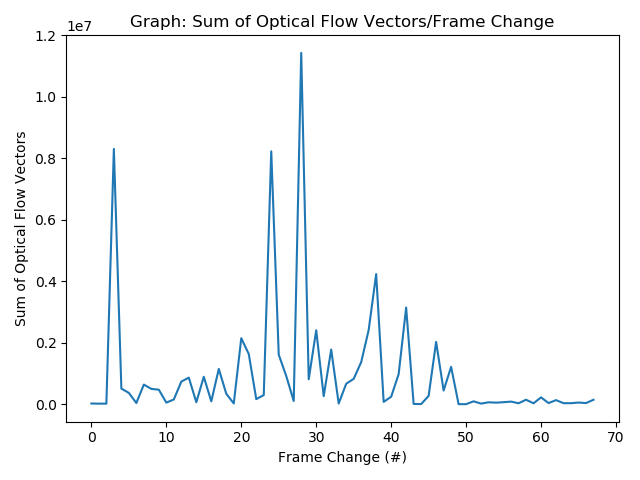 Graph: Sum of Optical Flow Vectors/Frame Change
1e7
1.2
1.0
0.8
0.6
0.4
0.2
0.0
Sum of Optical Flow Vectors
0 10 20 30 40 50 60 70
Frame Change (#)